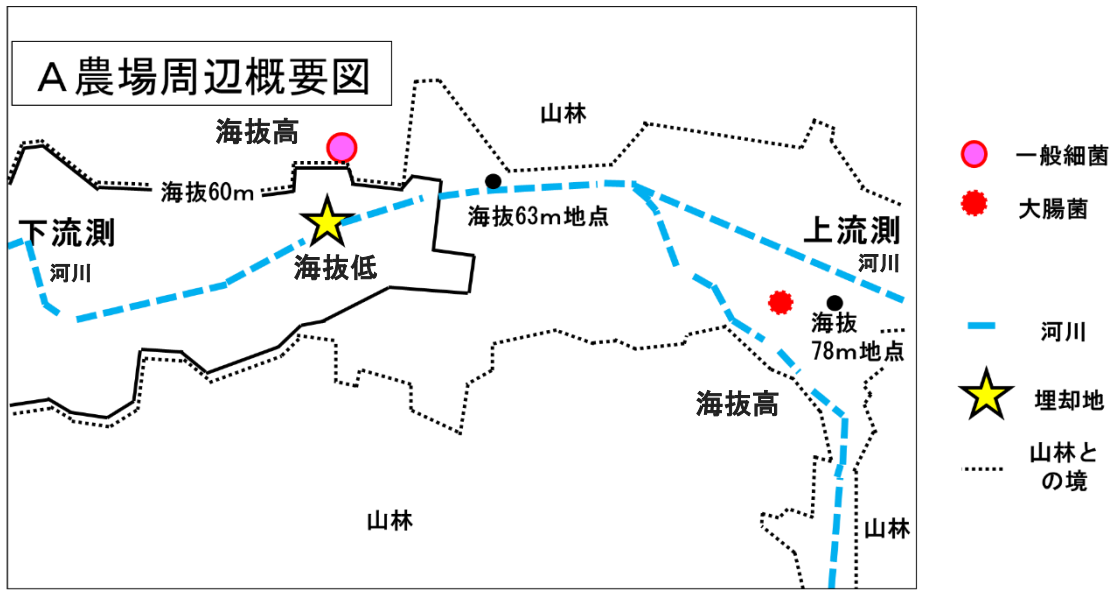 A農場周辺概要図
海抜高
山林
海抜60m
海抜63m地点
下流測
河川
海抜低
上流測
河川
海抜
78m地点
海抜高
山林
山林
一般細菌
大腸菌
河川
埋却地
山林と
の境